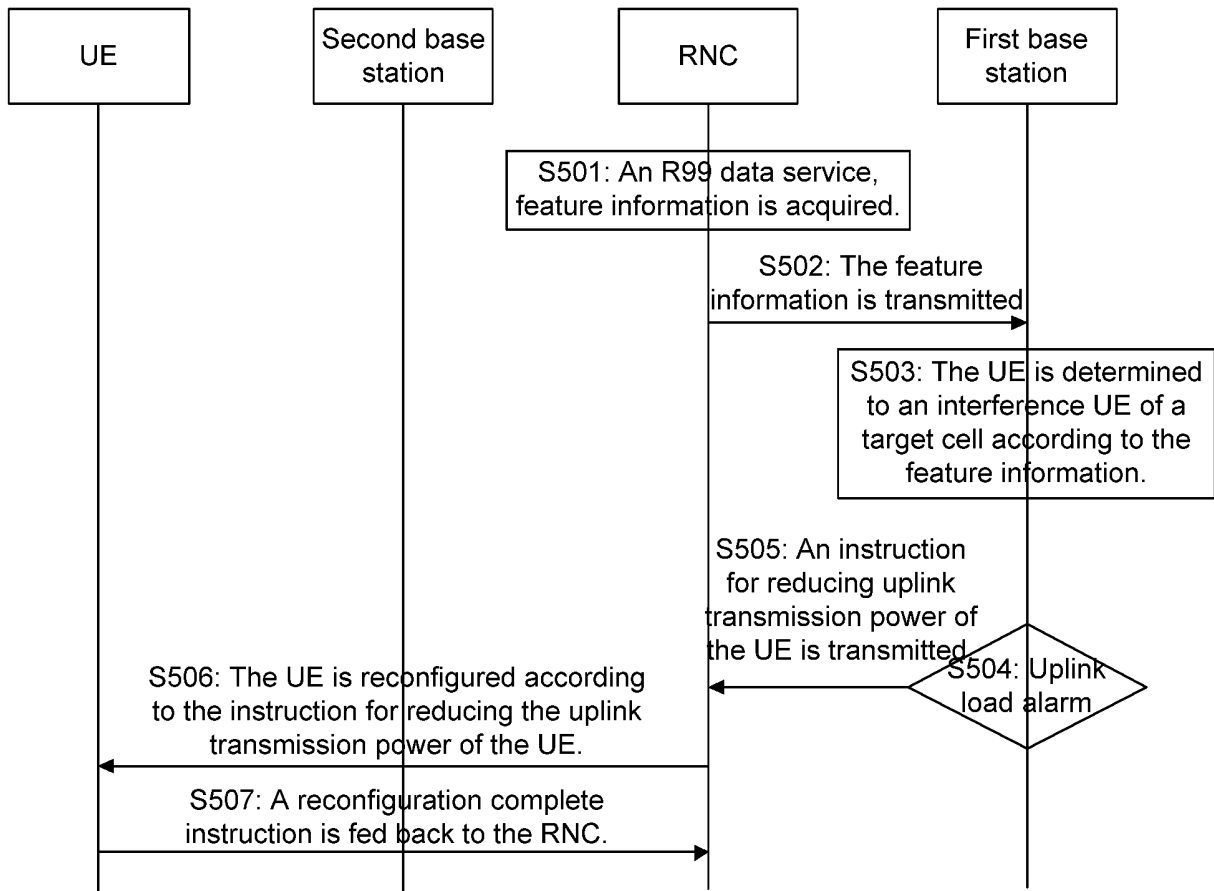 UE
Second base
station
RNC
First base
station
S501: An R99 data service,
feature information is acquired.
S502: The feature
information is transmitted
S503: The UE is determined
to an interference UE of a
target cell according to the
feature information.
S505: An instruction
for reducing uplink
transmission power of
the UE is transmitted
S504: Uplink
load alarm
S506: The UE is reconfigured according
to the instruction for reducing the uplink
transmission power of the UE.
S507: A reconfiguration complete
instruction is fed back to the RNC.